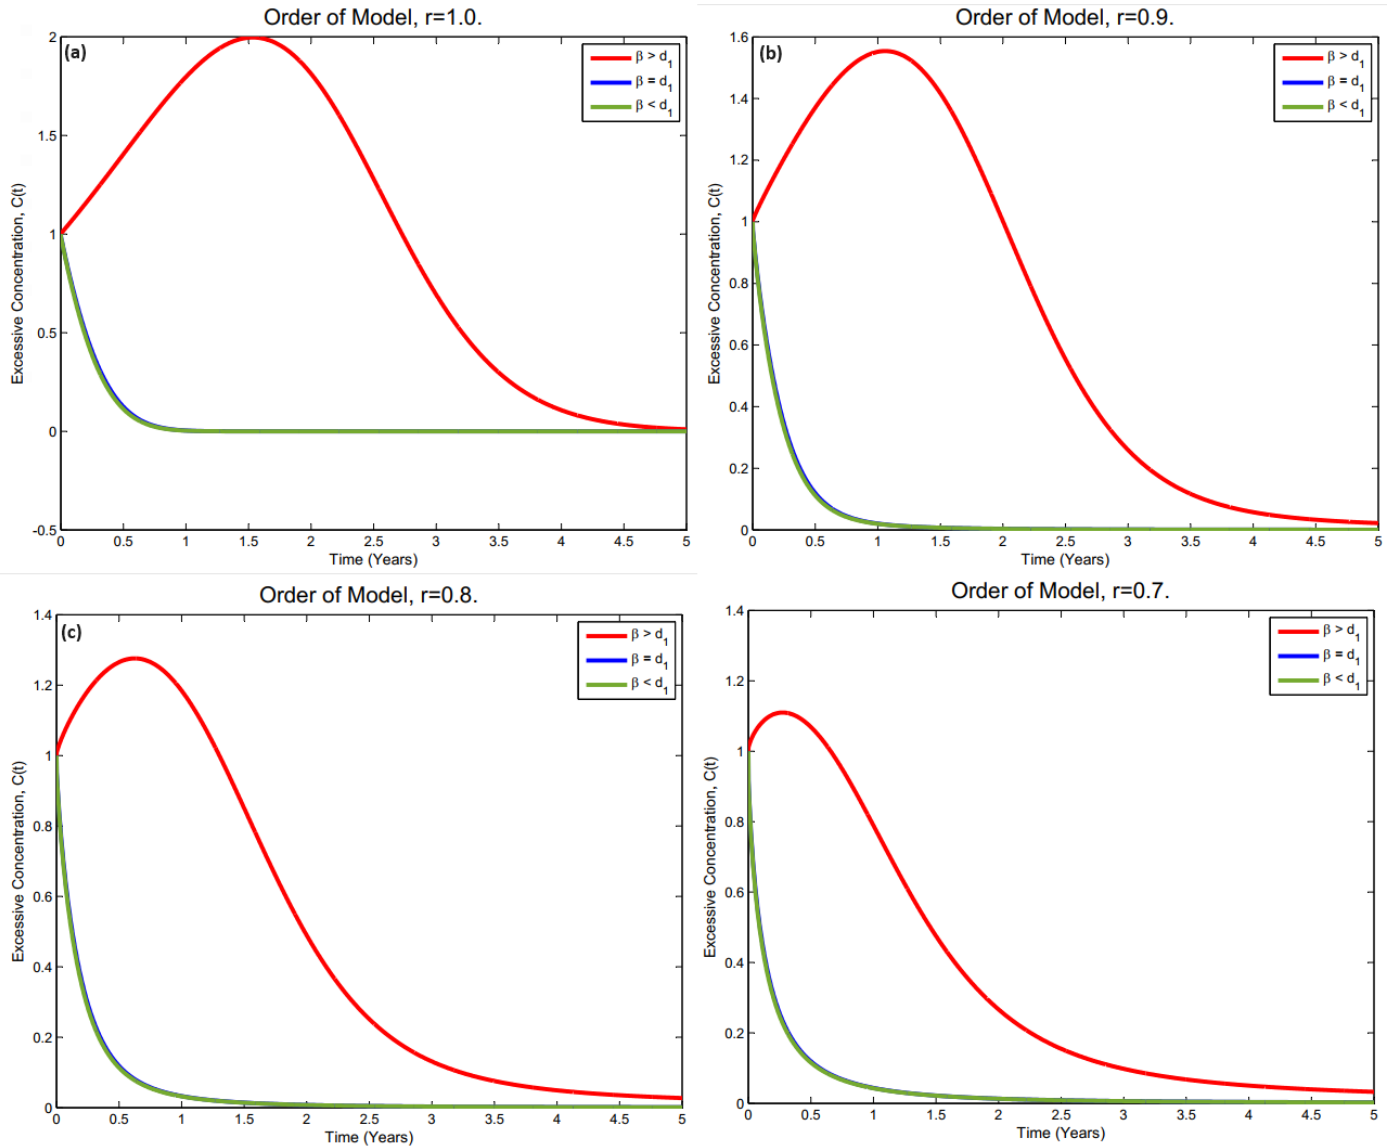 Order of Model, r=1.0.
(a)
β > d1
β = d1
β < d1
Excessive Concentration, C(t)
2
1.5
1
0.5
0
-0.5
0 0.5 1 1.5 2 2.5 3 3.5 4 4.5 5
Time (Years)
Order of Model, r=0.9.
(b)
β > d1
β = d1
β < d1
Excessive Concentration, C(t)
1.6
1.4
1.2
1
0.8
0.6
0.4
0.2
0
0 0.5 1 1.5 2 2.5 3 3.5 4 4.5 5
Time (Years)
Order of Model, r=0.8.
(c)
β > d1
β = d1
β < d1
Excessive Concentration, C(t)
1.4
1.2
1
0.8
0.6
0.4
0.2
0
0 0.5 1 1.5 2 2.5 3 3.5 4 4.5 5
Time (Years)
Order of Model, r=0.7.
β > d1
β = d1
β < d1
Excessive Concentration, C(t)
1.4
1.2
1
0.8
0.6
0.4
0.2
0
0 0.5 1 1.5 2 2.5 3 3.5 4 4.5 5
Time (Years)